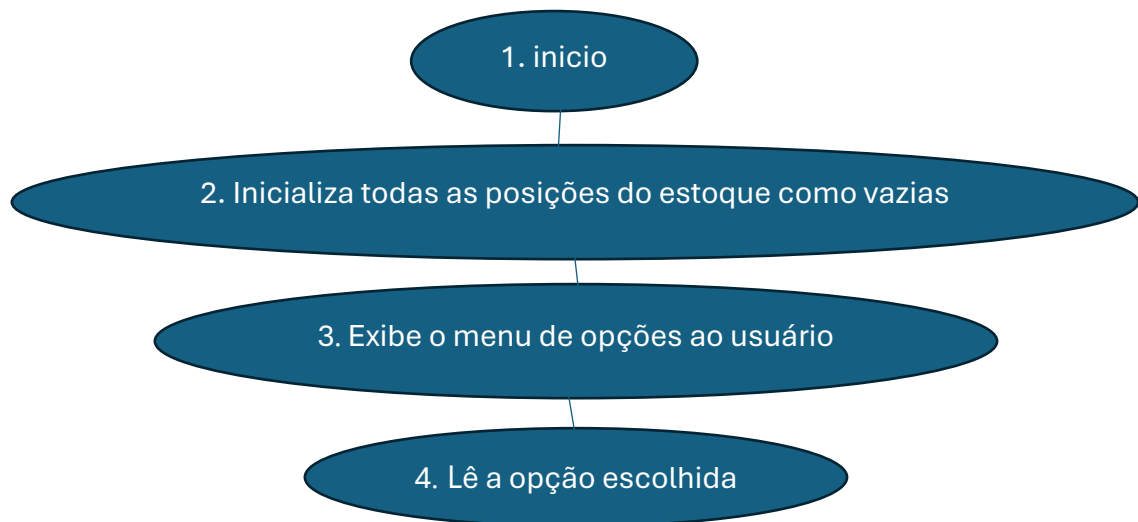 1. inicio
2. Inicializa todas as posições do estoque como vazias
3. Exibe o menu de opções ao usuário
4. Lê a opção escolhida